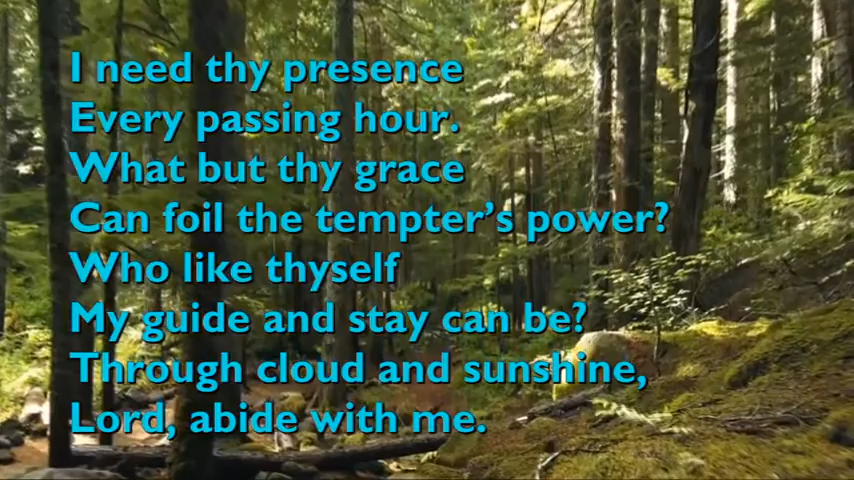 I need thy presence
Every passing hour.
What but thy grace
Can foil the tempter’s power?
Who like thyself
My guide and stay can be?
Through cloud and sunshine,
Lord, abide with me.